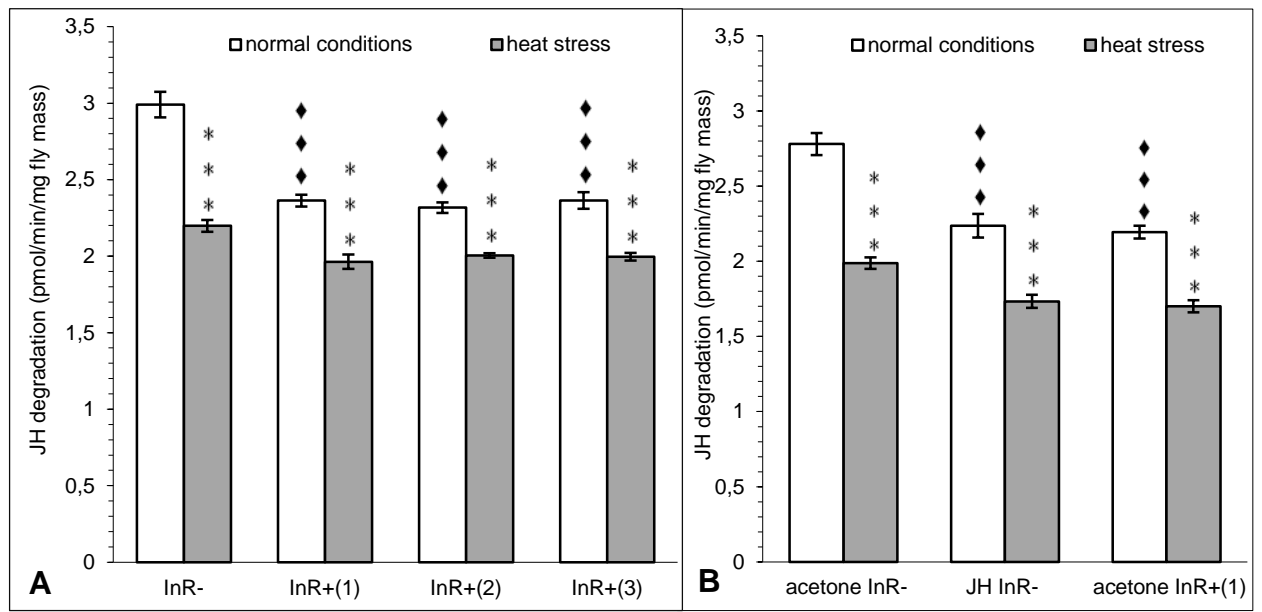 JH degradation (pmol/min/mg fly mass)
3,5
3
2,5
2
1,5
1
0,5
0
normal conditions
heat stress
InR-
InR+(1)
InR+(2)
InR+(3)
A
JH degradation (pmol/min/mg fly mass)
3,5
3
2,5
2
1,5
1
0,5
0
normal conditions
heat stress
acetone InR-
JH InR-
acetone InR+(1)
B